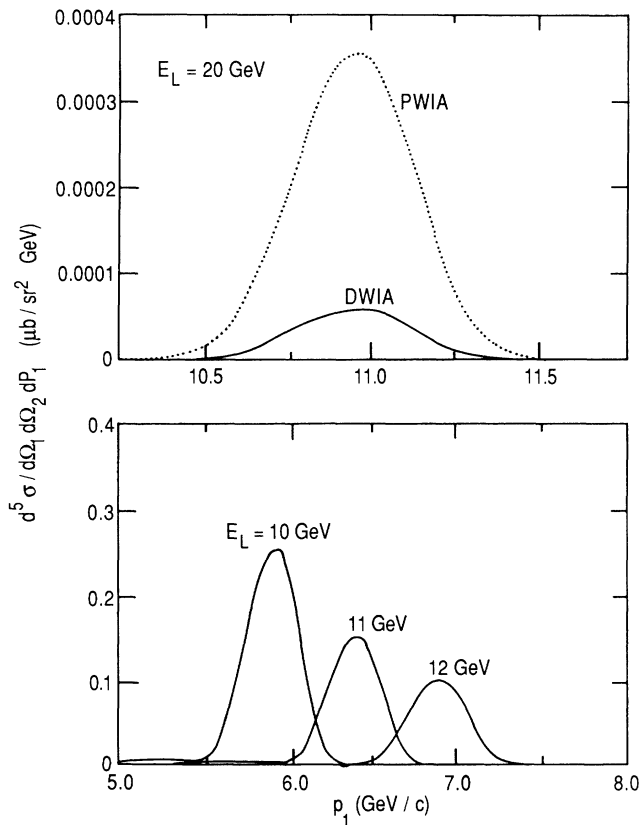 0.0004
E_L = 20 GeV
0.0003
PWIA
0.0002
0.0001
DWIA
0
10.5 11.0 11.5
d^5 σ / dΩ_1 dΩ_2 dP_1 (μb / sr^2 GeV)
0.4
0.3
E_L = 10 GeV
0.2
11 GeV
12 GeV
0.1
0
5.0 6.0 7.0 8.0
p_1 (GeV / c)